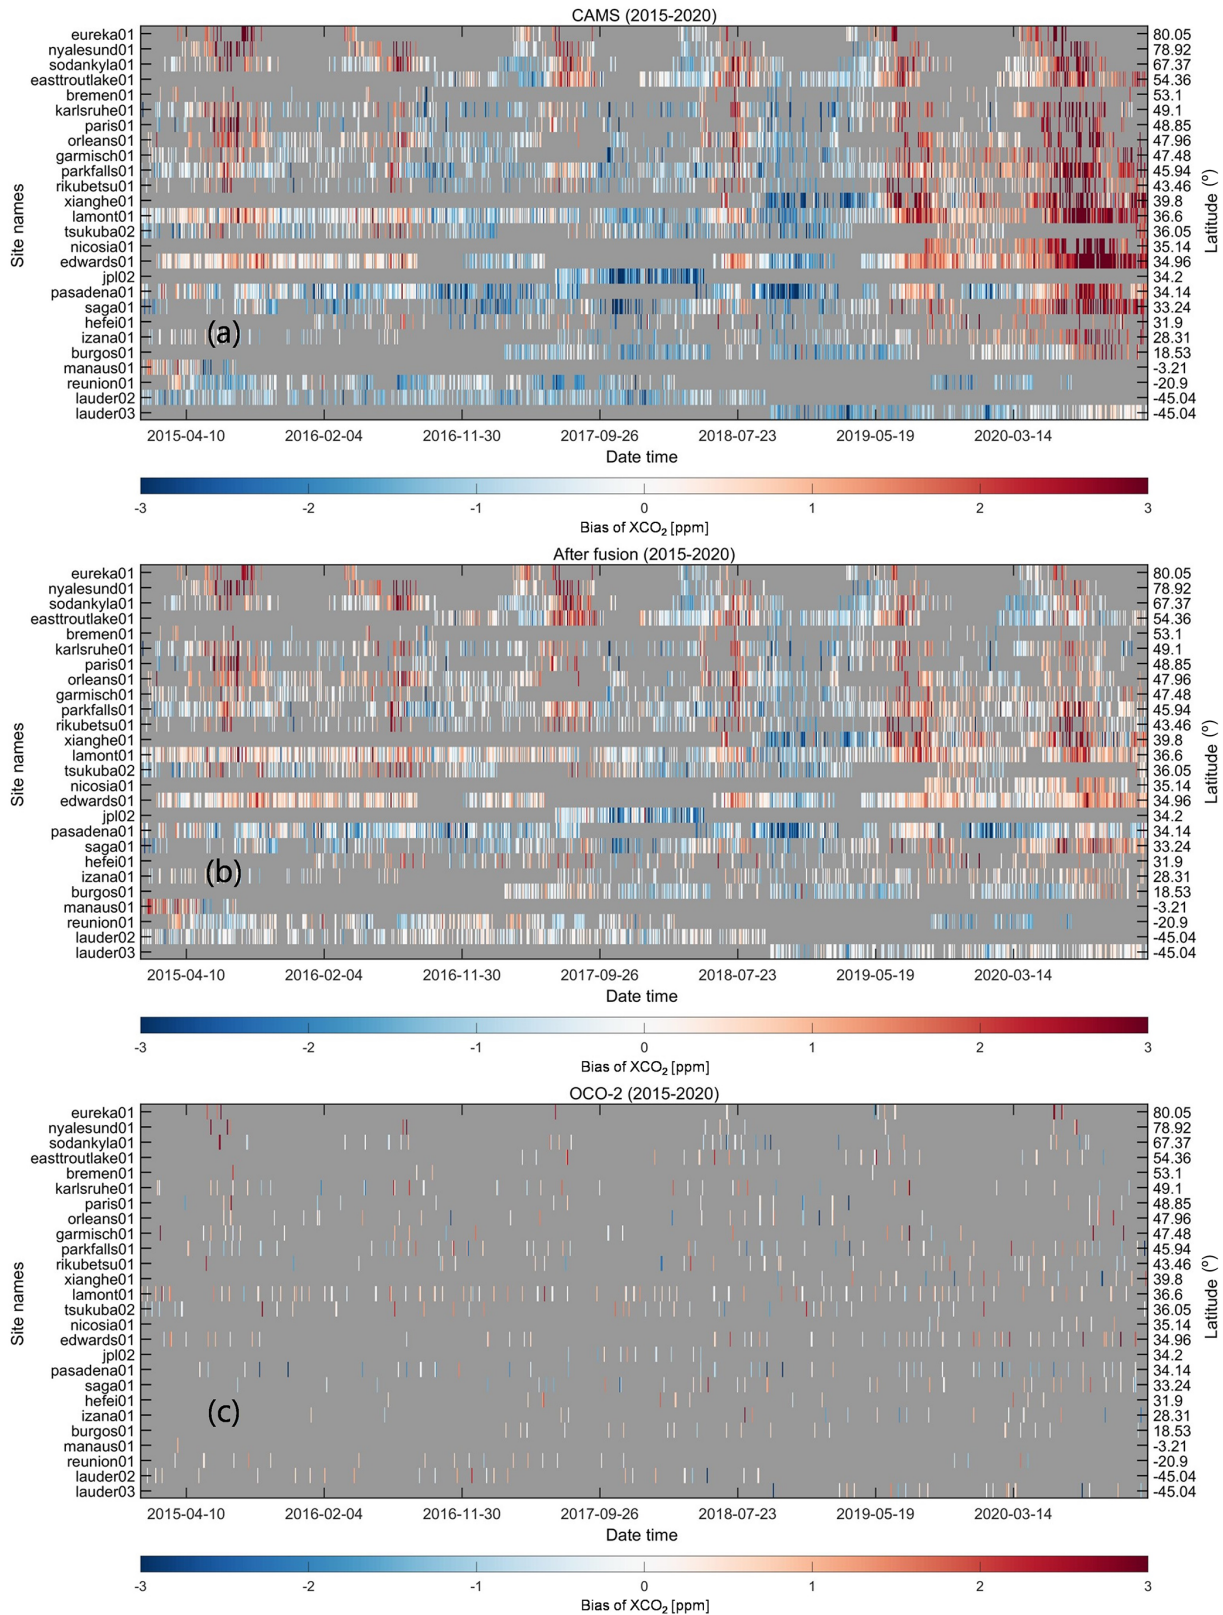 CAMS (2015-2020)
eureka01 80.05
nyalesund01 78.92
sodankyla01 67.37
easttroutlake01 54.36
bremen01 53.1
karlsruhe01 49.1
paris01 48.85
orleans01 47.96
garmisch01 47.48
parkfalls01 45.94
rikubetsu01 43.46
xianghe01 39.8
lamont01 36.6
tsukuba02 36.05
nicosia01 35.14
edwards01 34.96
jpl02 34.2
pasadena01 34.14
saga01 33.24
hefei01 31.9
izana01 28.31
burgos01 18.53
manaus01 -3.21
reunion01 -20.9
lauder02 -45.04
lauder03 -45.04
Site names
Latitude (°)
(a)
2015-04-10 2016-02-04 2016-11-30 2017-09-26 2018-07-23 2019-05-19 2020-03-14
Date time
-3 -2 -1 0 1 2 3
Bias of XCO₂ [ppm]
After fusion (2015-2020)
eureka01 80.05
nyalesund01 78.92
sodankyla01 67.37
easttroutlake01 54.36
bremen01 53.1
karlsruhe01 49.1
paris01 48.85
orleans01 47.96
garmisch01 47.48
parkfalls01 45.94
rikubetsu01 43.46
xianghe01 39.8
lamont01 36.6
tsukuba02 36.05
nicosia01 35.14
edwards01 34.96
jpl02 34.2
pasadena01 34.14
saga01 33.24
hefei01 31.9
izana01 28.31
burgos01 18.53
manaus01 -3.21
reunion01 -20.9
lauder02 -45.04
lauder03 -45.04
Site names
Latitude (°)
(b)
2015-04-10 2016-02-04 2016-11-30 2017-09-26 2018-07-23 2019-05-19 2020-03-14
Date time
-3 -2 -1 0 1 2 3
Bias of XCO₂ [ppm]
OCO-2 (2015-2020)
eureka01 80.05
nyalesund01 78.92
sodankyla01 67.37
easttroutlake01 54.36
bremen01 53.1
karlsruhe01 49.1
paris01 48.85
orleans01 47.96
garmisch01 47.48
parkfalls01 45.94
rikubetsu01 43.46
xianghe01 39.8
lamont01 36.6
tsukuba02 36.05
nicosia01 35.14
edwards01 34.96
jpl02 34.2
pasadena01 34.14
saga01 33.24
hefei01 31.9
izana01 28.31
burgos01 18.53
manaus01 -3.21
reunion01 -20.9
lauder02 -45.04
lauder03 -45.04
Site names
Latitude (°)
(c)
2015-04-10 2016-02-04 2016-11-30 2017-09-26 2018-07-23 2019-05-19 2020-03-14
Date time
-3 -2 -1 0 1 2 3
Bias of XCO₂ [ppm]